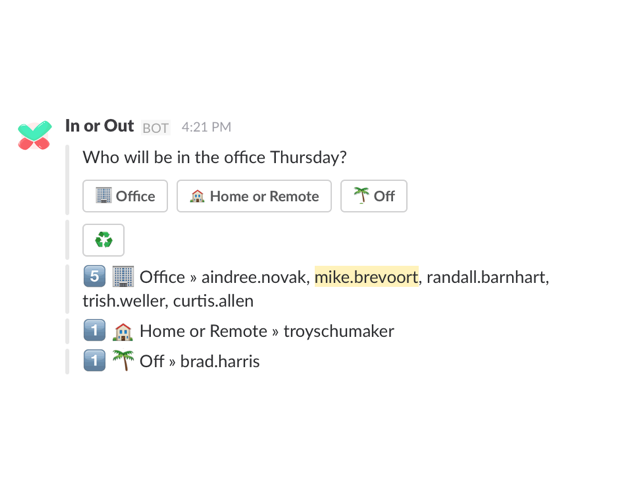 In or Out BOT 4:21 PM
Who will be in the office Thursday?
Office Home or Remote Off
5 Office » aindree.novak, mike.brevoort, randall.barnhart,
trish.weller, curtis.allen
1 Home or Remote » troyschumaker
1 Off » brad.harris